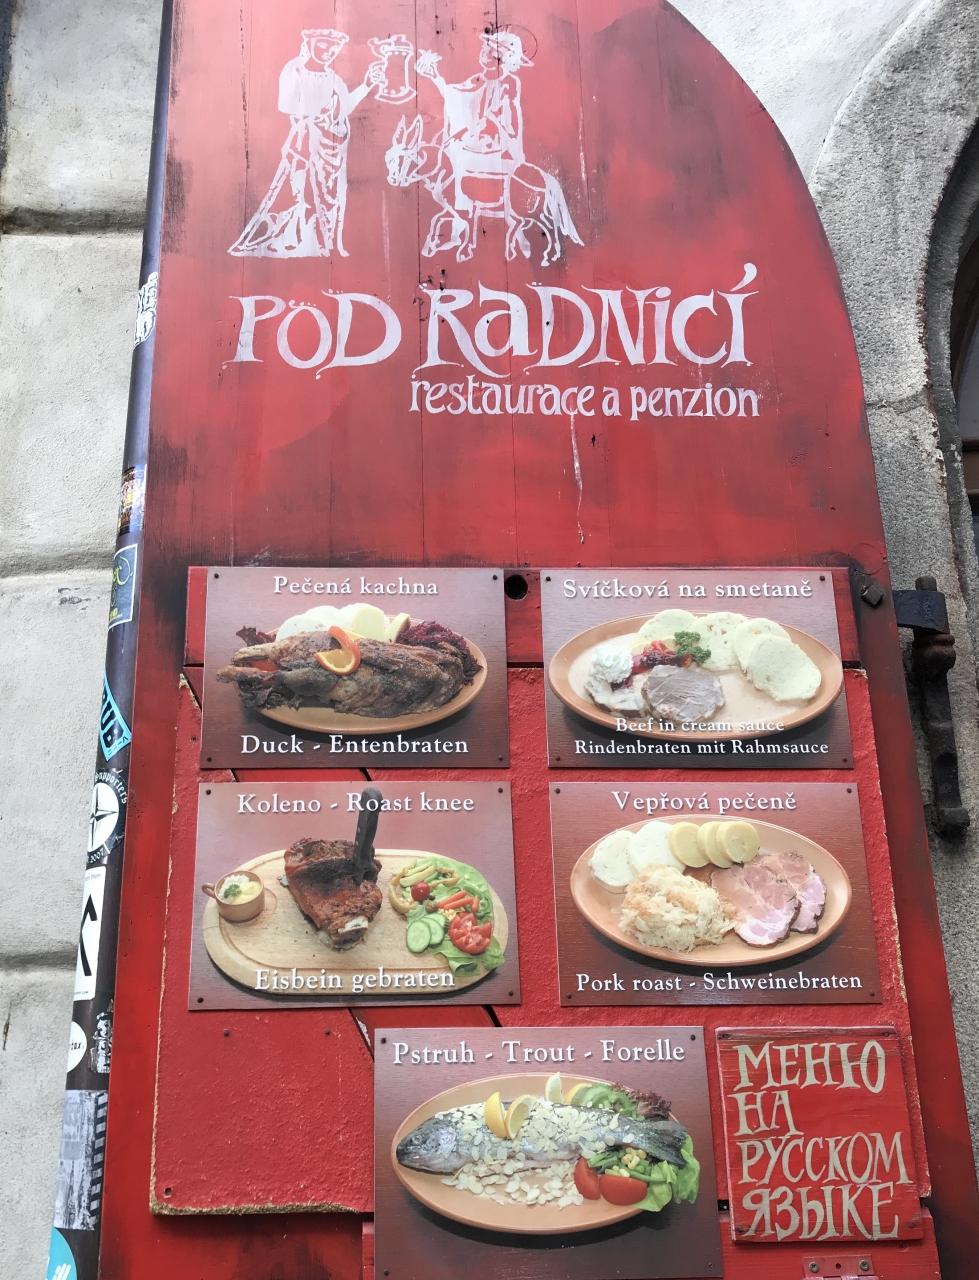 POD RADNICÍ
restaurace a penzion
Pečená kachna
Duck - Entenbraten
Svíčková na smetaně
Beef in cream sauce
Rindenbraten mit Rahmsauce
Koleno - Roast knee
Eisbein gebraten
Vepřová pečeně
Pork roast - Schweinebraten
Pstruh - Trout - Forelle
МЕНЮ
НА
РУССКОМ
ЯЗЫКЕ